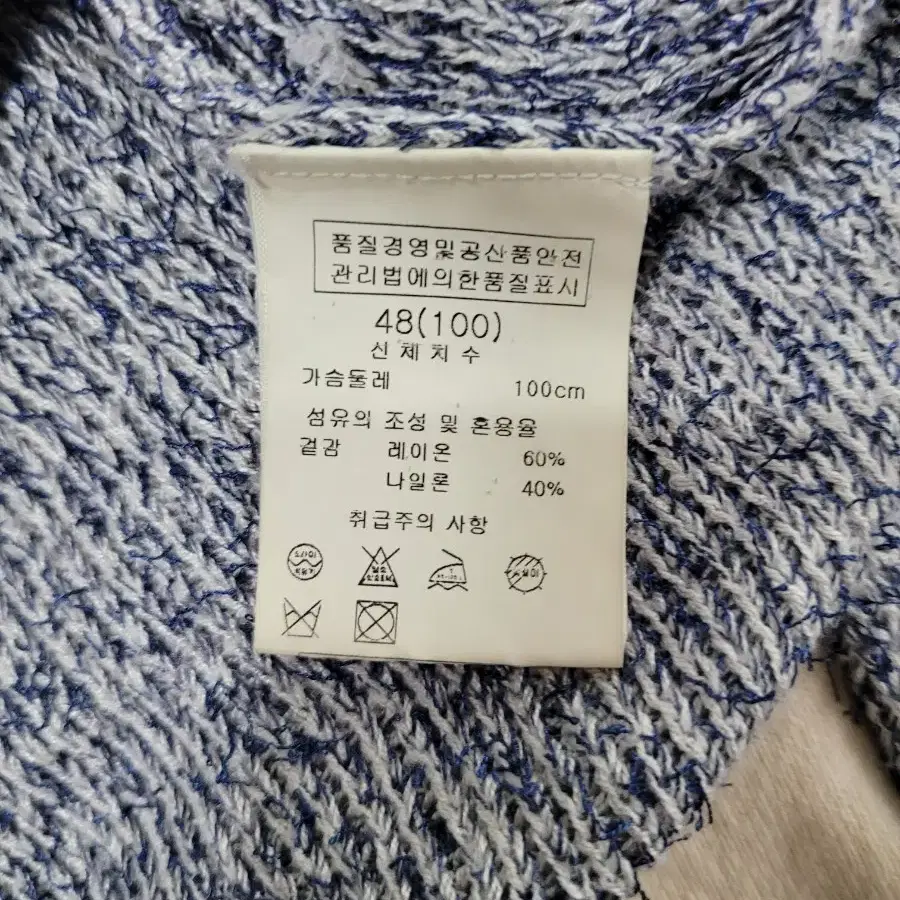 품질경영및공산품안전
관리법에의한품질표시
48(100)
신체치수
가슴둘레 100cm
섬유의 조성 및 혼용율
겉감 레이온 60%
나일론 40%
취급주의 사항